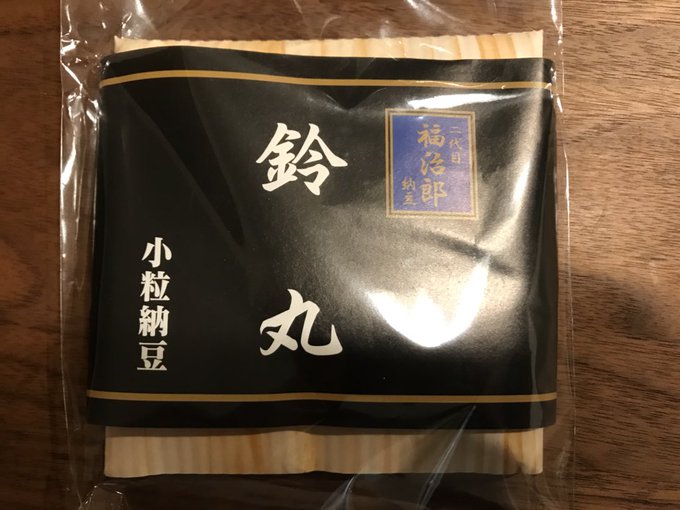 二代目
福治郎
納豆
鈴丸
小粒納豆